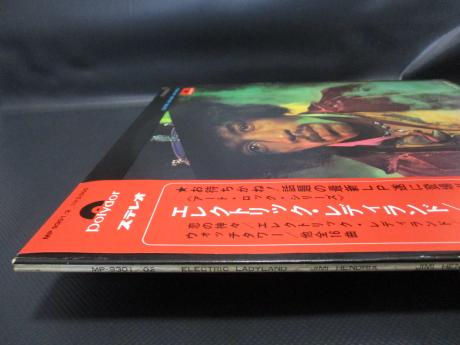 polydor
ステレオ
MP 9301~2
★お待ちかね!話題の最新LP遂に登場!
〈アート・ロック・シリーズ〉
エレクトリック・レディランド/
恋の神々/エレクトリック・レディランド
ウォッチタワー/他全16曲
MP-9301 02 ELECTRIC LADYLAND JIMI HENDRIX